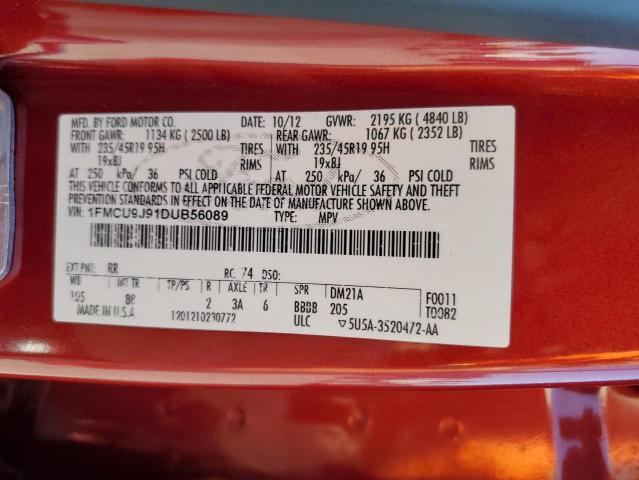 MFD. BY FORD MOTOR CO. DATE: 10/12 GVWR: 2195 KG ( 4840 LB)
FRONT GAWR: 1134 KG ( 2500 LB) REAR GAWR: 1067 KG ( 2352 LB)
WITH 235/45R19 95H TIRES WITH 235/45R19 95H TIRES
19x8J RIMS 19x8J RIMS
AT 250 kPa/ 36 PSI COLD AT 250 kPa/ 36 PSI COLD
THIS VEHICLE CONFORMS TO ALL APPLICABLE FEDERAL MOTOR VEHICLE SAFETY AND THEFT
PREVENTION STANDARDS IN EFFECT ON THE DATE OF MANUFACTURE SHOWN ABOVE.
VIN: 1FMCU9J91DUB56089 TYPE: MPV
EXT PNT: RR RC: 74 DSO:
WB INT TR TP/PS R AXLE TR SPR DM21A F0011
105 2 3A 6 BBDB 205 T0082
MADE IN U.S.A. 1201210230772 ULC 5U5A-3520472-AA